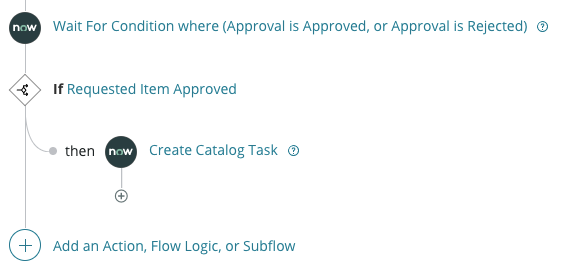 now Wait For Condition where (Approval is Approved, or Approval is Rejected) ?
If Requested Item Approved
then now Create Catalog Task ?
Add an Action, Flow Logic, or Subflow